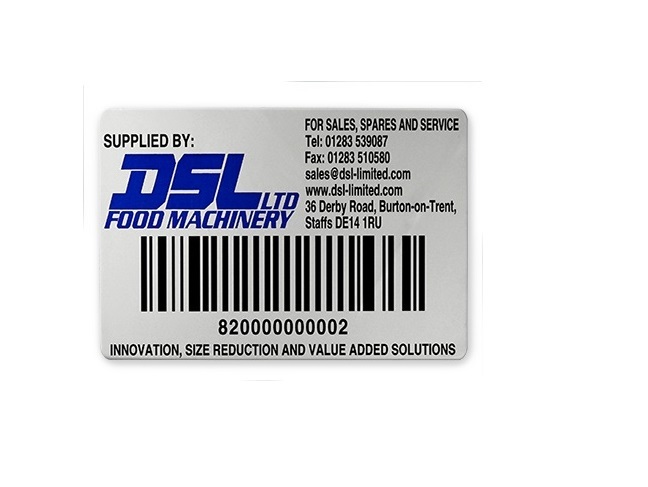 SUPPLIED BY:
DSL LTD
FOOD MACHINERY
FOR SALES, SPARES AND SERVICE
Tel: 01283 539087
Fax: 01283 510580
sales@dsl-limited.com
www.dsl-limited.com
36 Derby Road, Burton-on-Trent,
Staffs DE14 1RU
820000000002
INNOVATION, SIZE REDUCTION AND VALUE ADDED SOLUTIONS